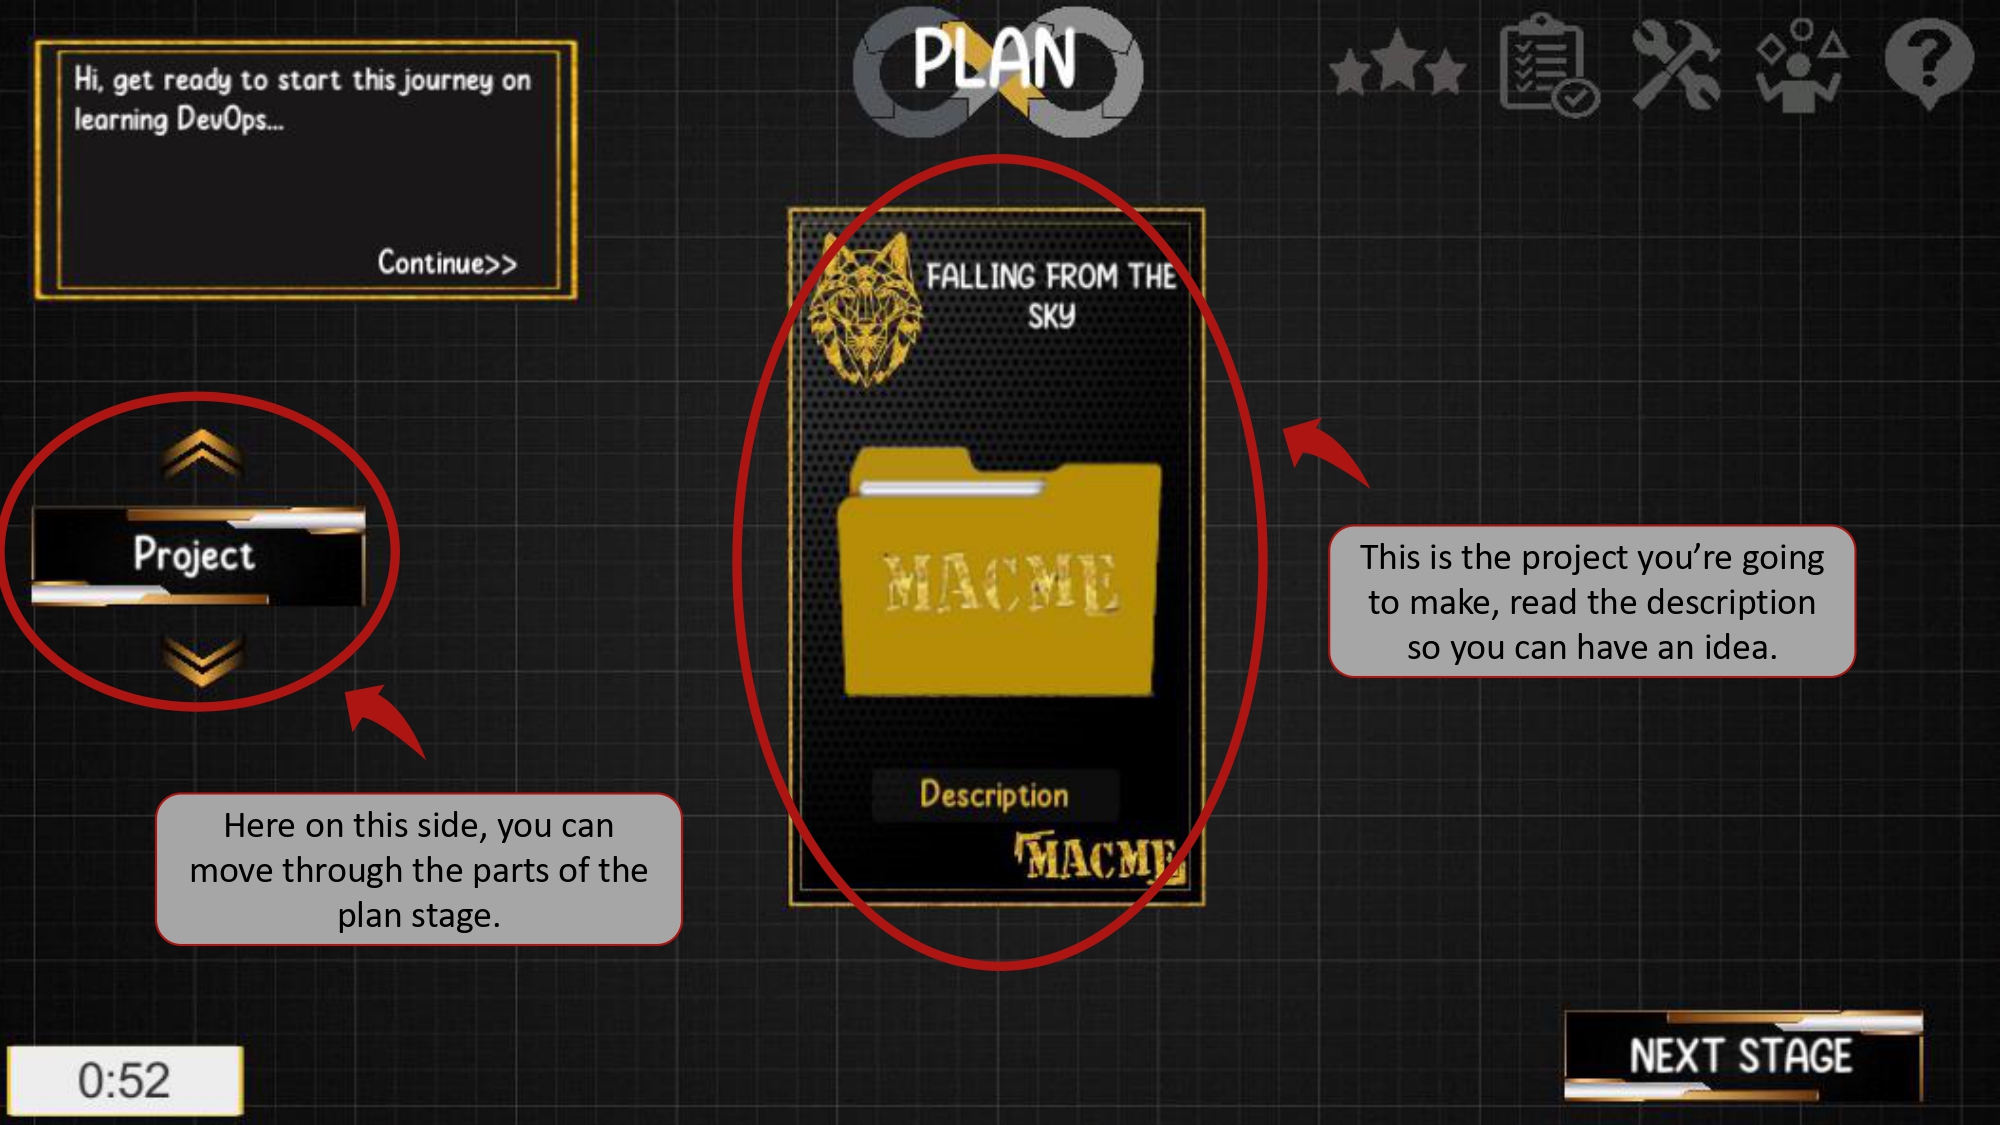 PLAN
Hi, get ready to start this journey on
learning DevOps...
Continue>>
?
FALLING FROM THE
SKY
MACME
Description
MACME
Project
This is the project you’re going
to make, read the description
so you can have an idea.
Here on this side, you can
move through the parts of the
plan stage.
0:52
NEXT STAGE